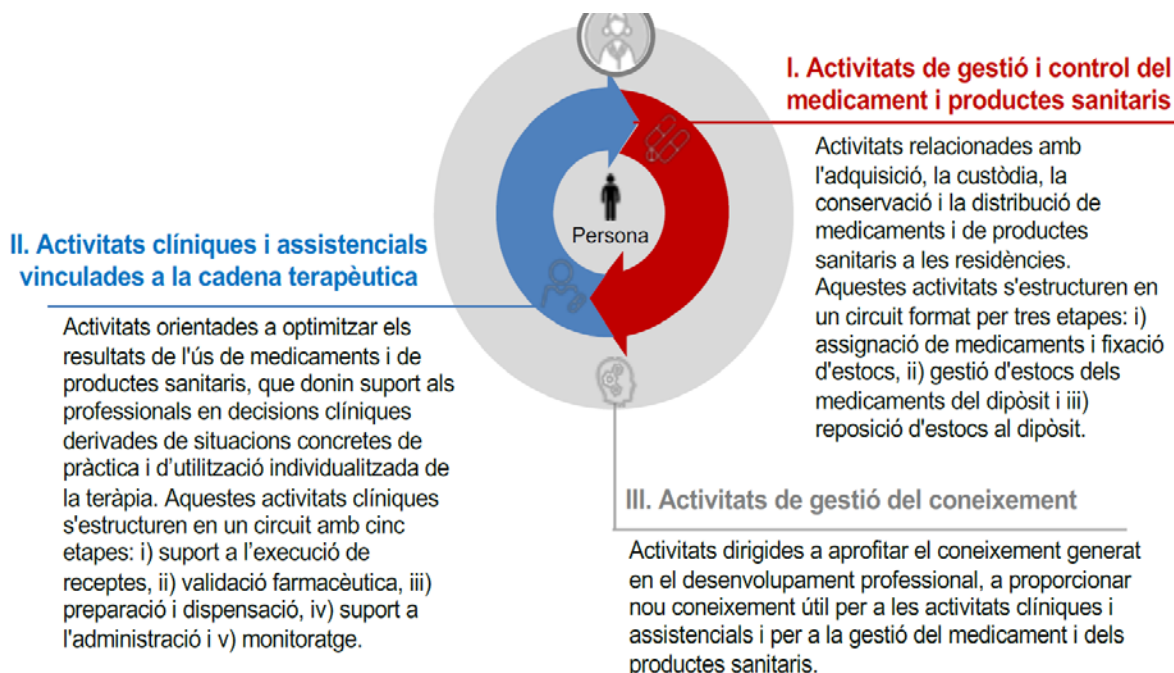 I. Activitats de gestió i control del
medicament i productes sanitaris
Activitats relacionades amb
l'adquisició, la custòdia, la
conservació i la distribució de
medicaments i de productes
sanitaris a les residències.
Aquestes activitats s'estructuren en
un circuit format per tres etapes: i)
assignació de medicaments i fixació
d'estocs, ii) gestió d'estocs dels
medicaments del dipòsit i iii)
reposició d'estocs al dipòsit.
Persona
II. Activitats clíniques i assistencials
vinculades a la cadena terapèutica
Activitats orientades a optimitzar els
resultats de l'ús de medicaments i de
productes sanitaris, que donin suport als
professionals en decisions clíniques
derivades de situacions concretes de
pràctica i d’utilització individualitzada de
la teràpia. Aquestes activitats clíniques
s'estructuren en un circuit amb cinc
etapes: i) suport a l’execució de
receptes, ii) validació farmacèutica, iii)
preparació i dispensació, iv) suport a
l'administració i v) monitoratge.
III. Activitats de gestió del coneixement
Activitats dirigides a aprofitar el coneixement generat
en el desenvolupament professional, a proporcionar
nou coneixement útil per a les activitats clíniques i
assistencials i per a la gestió del medicament i dels
productes sanitaris.